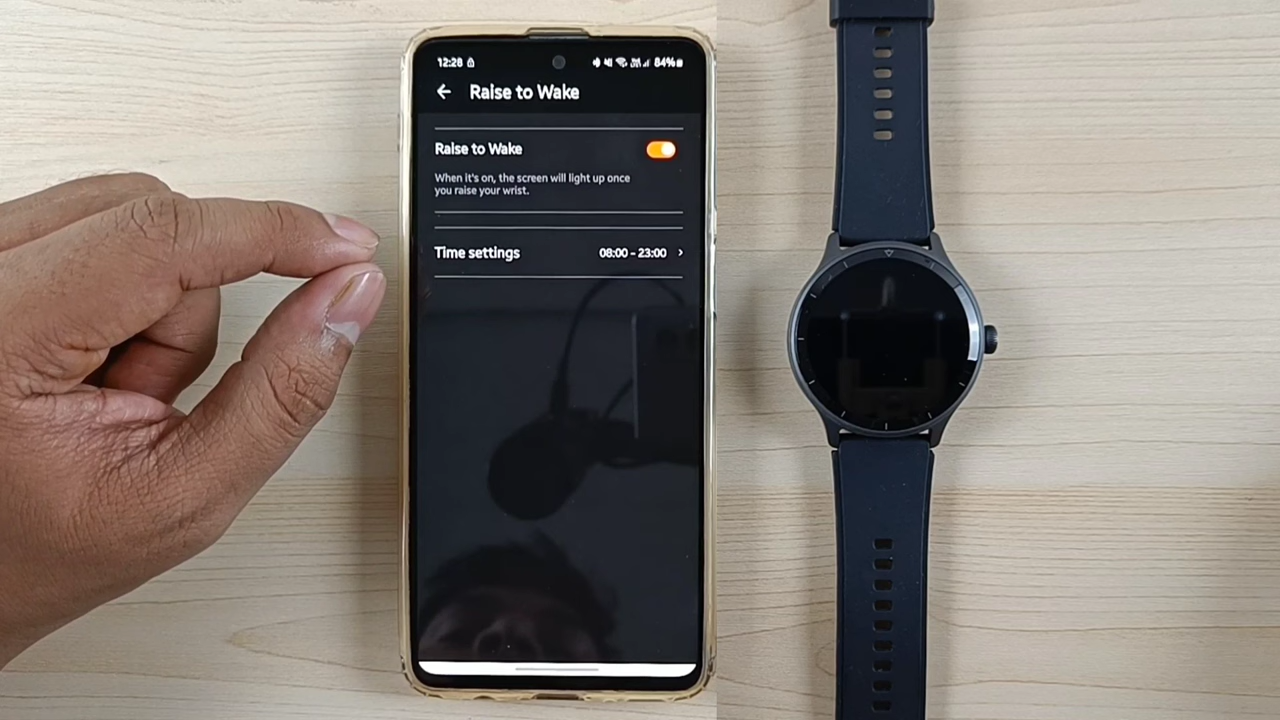 12:28
84%
Raise to Wake
Raise to Wake
When it's on, the screen will light up once
you raise your wrist.
Time settings 08:00 - 23:00